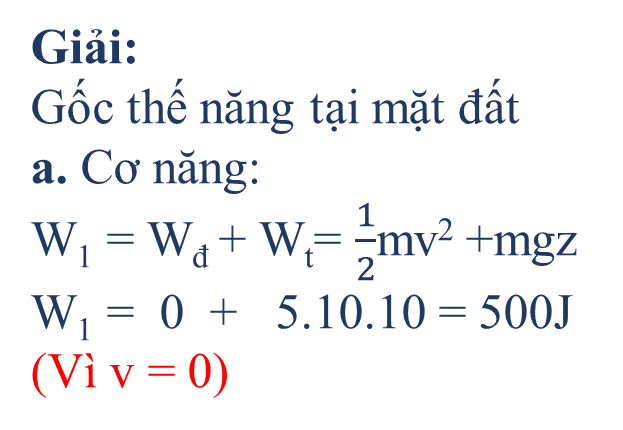 Giải:
Gốc thế năng tại mặt đất
a. Cơ năng:
W₁ = Wđ + Wₜ= ½mv² +mgz
W₁ = 0 + 5.10.10 = 500J
(Vì v = 0)